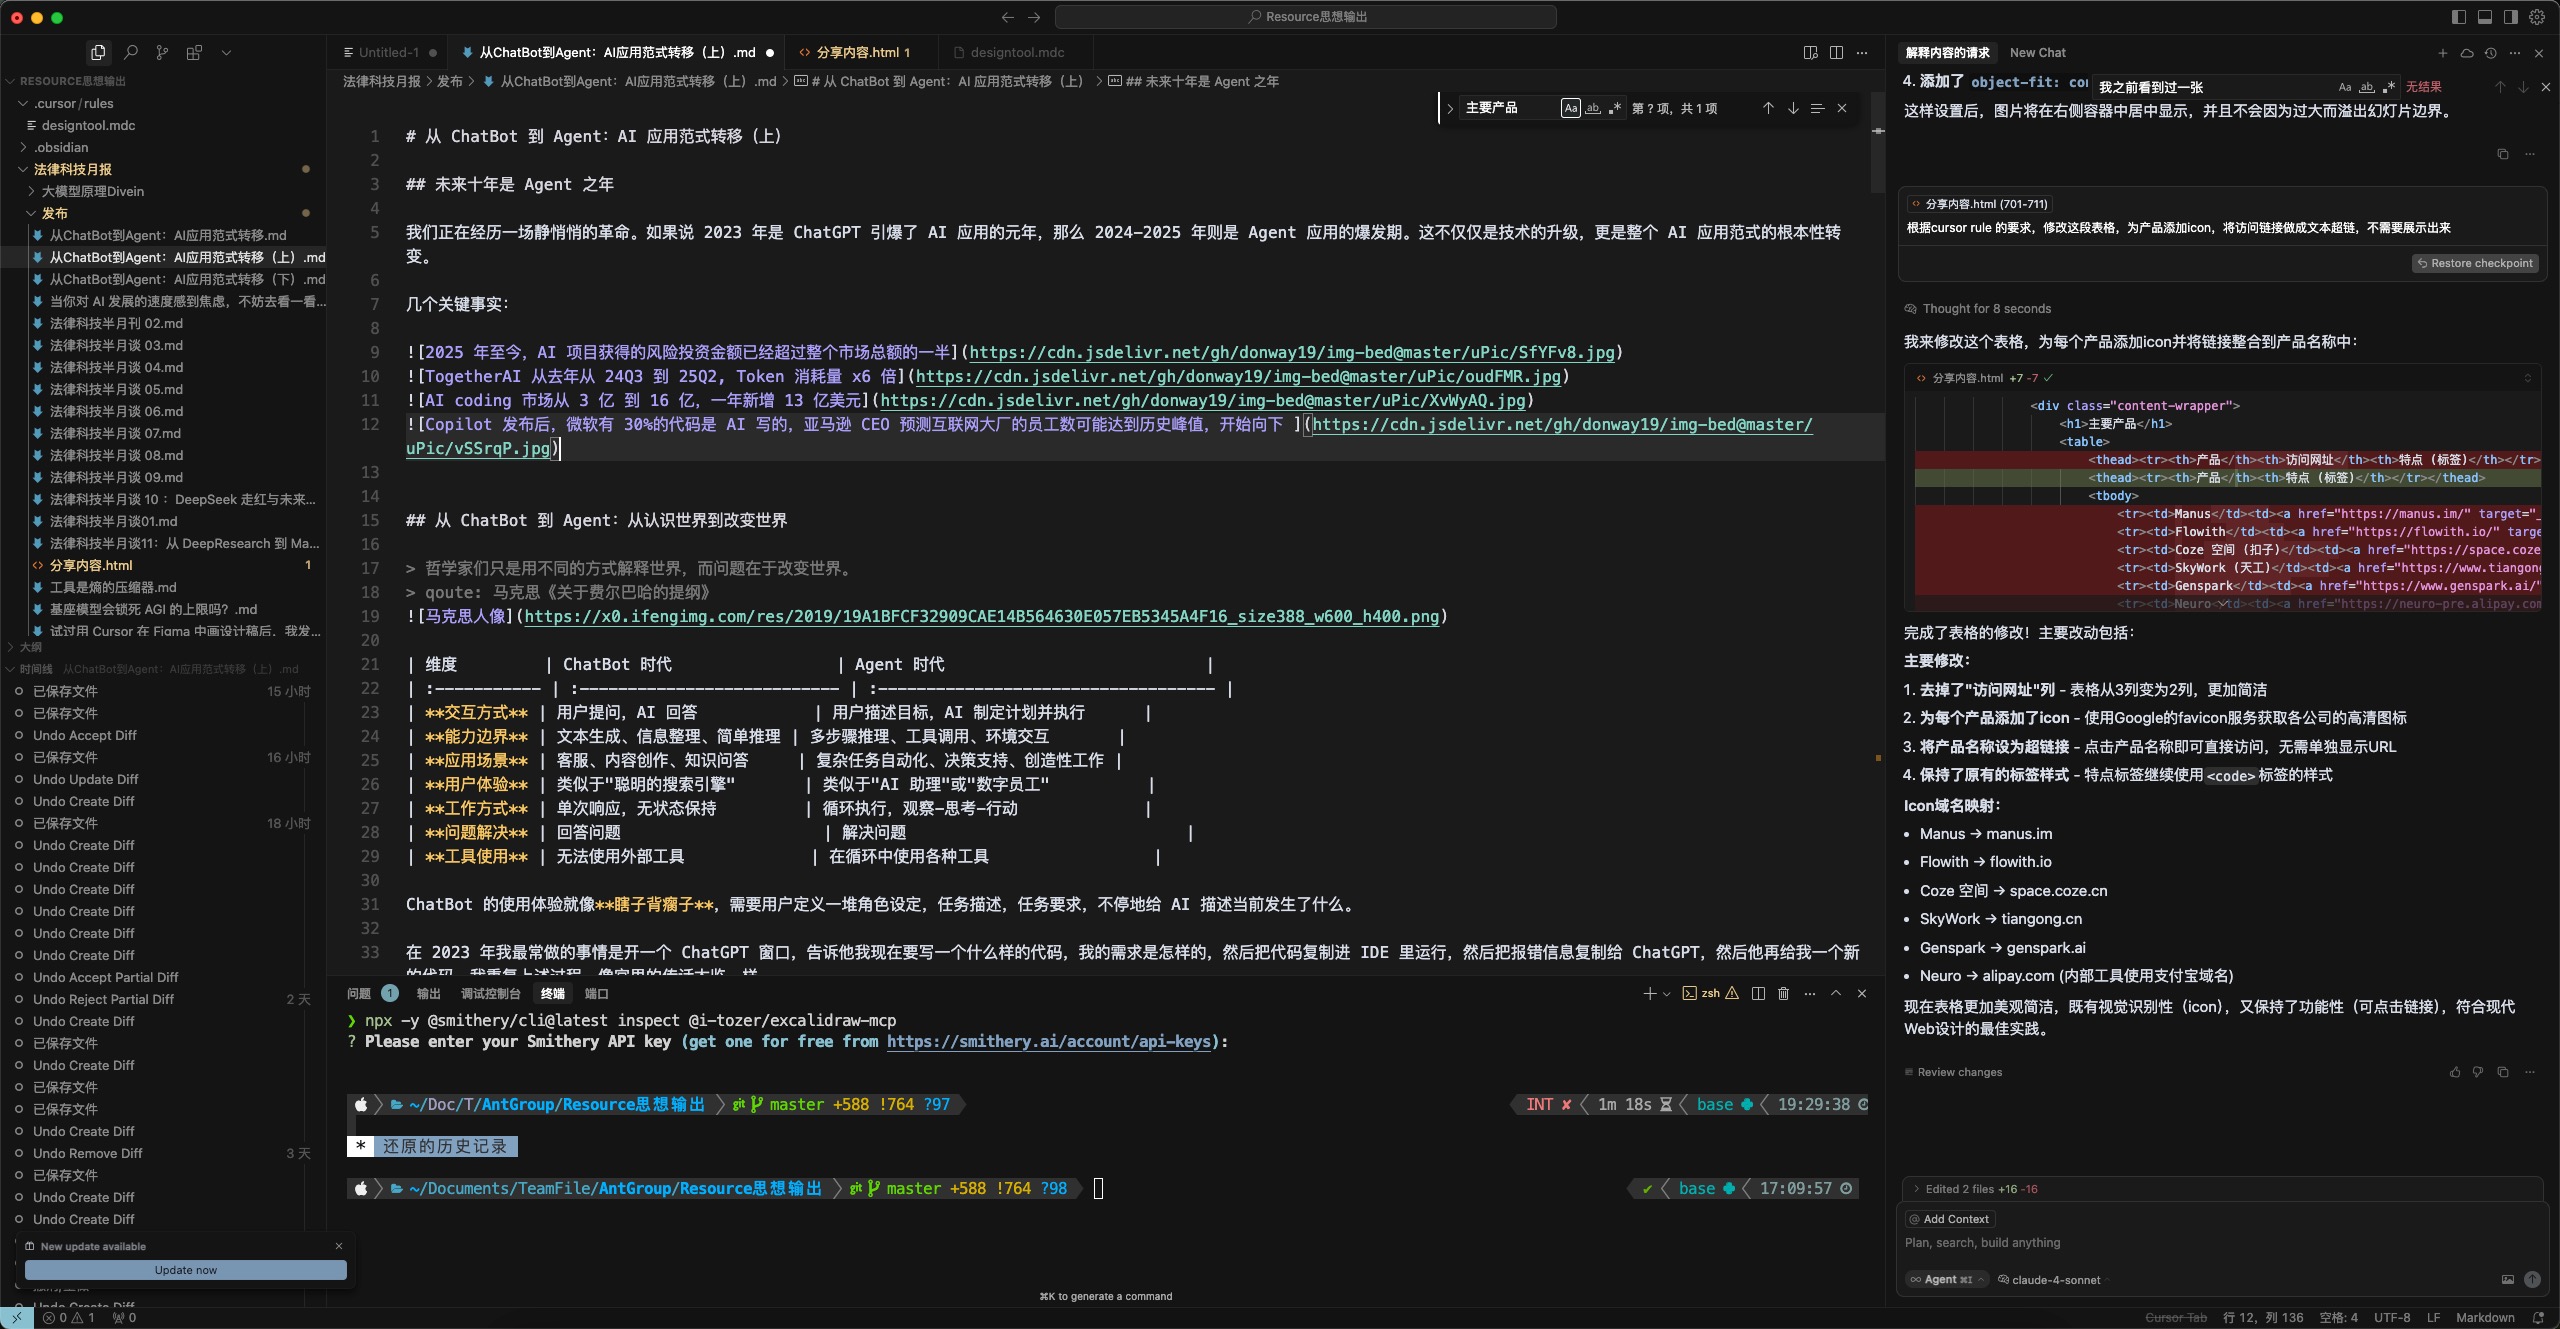 Resource思想输出
RESOURCE思想输出
.cursor/rules
designtool.mdc
.obsidian
法律科技月报
大模型原理Divein
发布
从ChatBot到Agent：AI应用范式转移.md
从ChatBot到Agent：AI应用范式转移（上）.md
从ChatBot到Agent：AI应用范式转移（下）.md
当你对 AI 发展的速度感到焦虑，不妨去看一看...
法律科技半月刊 02.md
法律科技半月谈 03.md
法律科技半月谈 04.md
法律科技半月谈 05.md
法律科技半月谈 06.md
法律科技半月谈 07.md
法律科技半月谈 08.md
法律科技半月谈 09.md
法律科技半月谈 10 ：DeepSeek 走红与未来...
法律科技半月谈01.md
法律科技半月谈11：从 DeepResearch 到 Ma...
分享内容.html 1
工具是熵的压缩器.md
基座模型会锁死 AGI 的上限吗？.md
试过用 Cursor 在 Figma 中画设计稿后，我发...
大纲
时间线 从ChatBot到Agent：AI应用范式转移（上）.md
已保存文件 15 小时
已保存文件
Undo Accept Diff
已保存文件 16 小时
Undo Update Diff
Undo Create Diff
已保存文件 18 小时
Undo Create Diff
Undo Create Diff
Undo Create Diff
Undo Create Diff
Undo Create Diff
Undo Create Diff
Undo Accept Partial Diff
Undo Reject Partial Diff 2 天
Undo Create Diff
已保存文件
Undo Create Diff
已保存文件
已保存文件
Undo Create Diff
Undo Remove Diff 3 天
已保存文件
Undo Create Diff
Undo Create Diff
New update available
Update now
Undo Create Diff
Untitled-1
从ChatBot到Agent：AI应用范式转移（上）.md
分享内容.html 1
designtool.mdc
法律科技月报 > 发布 > 从ChatBot到Agent：AI应用范式转移（上）.md > # 从 ChatBot 到 Agent：AI 应用范式转移（上） > ## 未来十年是 Agent 之年
主要产品 Aa ab .* 第 ? 项，共 1 项
1 # 从 ChatBot 到 Agent：AI 应用范式转移（上）
2
3 ## 未来十年是 Agent 之年
4
5 我们正在经历一场静悄悄的革命。如果说 2023 年是 ChatGPT 引爆了 AI 应用的元年，那么 2024-2025 年则是 Agent 应用的爆发期。这不仅仅是技术的升级，更是整个 AI 应用范式的根本性转
变。
6
7 几个关键事实：
8
9 ![2025 年至今，AI 项目获得的风险投资金额已经超过整个市场总额的一半](https://cdn.jsdelivr.net/gh/donway19/img-bed@master/uPic/SfYFv8.jpg)
10 ![TogetherAI 从去年从 24Q3 到 25Q2, Token 消耗量 x6 倍](https://cdn.jsdelivr.net/gh/donway19/img-bed@master/uPic/oudFMR.jpg)
11 ![AI coding 市场从 3 亿 到 16 亿，一年新增 13 亿美元](https://cdn.jsdelivr.net/gh/donway19/img-bed@master/uPic/XvWyAQ.jpg)
12 ![Copilot 发布后，微软有 30%的代码是 AI 写的，亚马逊 CEO 预测互联网大厂的员工数可能达到历史峰值，开始向下 ](https://cdn.jsdelivr.net/gh/donway19/img-bed@master/
uPic/vSSrqP.jpg)
13
14
15 ## 从 ChatBot 到 Agent：从认识世界到改变世界
16
17 > 哲学家们只是用不同的方式解释世界，而问题在于改变世界。
18 > qoute: 马克思《关于费尔巴哈的提纲》
19 ![马克思人像](https://x0.ifengimg.com/res/2019/19A1BFCF32909CAE14B564630E057EB5345A4F16_size388_w600_h400.png)
20
21 | 维度 | ChatBot 时代 | Agent 时代 |
22 | :----------- | :--------------------------- | :----------------------------------- |
23 | **交互方式** | 用户提问，AI 回答 | 用户描述目标，AI 制定计划并执行 |
24 | **能力边界** | 文本生成、信息整理、简单推理 | 多步骤推理、工具调用、环境交互 |
25 | **应用场景** | 客服、内容创作、知识问答 | 复杂任务自动化、决策支持、创造性工作 |
26 | **用户体验** | 类似于"聪明的搜索引擎" | 类似于"AI 助理"或"数字员工" |
27 | **工作方式** | 单次响应，无状态保持 | 循环执行，观察-思考-行动 |
28 | **问题解决** | 回答问题 | 解决问题 |
29 | **工具使用** | 无法使用外部工具 | 在循环中使用各种工具 |
30
31 ChatBot 的使用体验就像**瞎子背瘸子**，需要用户定义一堆角色设定，任务描述，任务要求，不停地给 AI 描述当前发生了什么。
32
33 在 2023 年我最常做的事情是开一个 ChatGPT 窗口，告诉他我现在要写一个什么样的代码，我的需求是怎样的，然后把代码复制进 IDE 里运行，然后把报错信息复制给 ChatGPT，然后他再给我一个新
问题 1 输出 调试控制台 终端 端口
zsh
❯ npx -y @smithery/cli@latest inspect @i-tozer/excalidraw-mcp
? Please enter your Smithery API key (get one for free from https://smithery.ai/account/api-keys):
~/Doc/T/AntGroup/Resource思想输出 git master +588 !764 ?97 INT ✘ 1m 18s base 19:29:38
* 还原的历史记录
~/Documents/TeamFile/AntGroup/Resource思想输出 git master +588 !764 ?98 ✔ base 17:09:57
⌘K to generate a command
解释内容的请求 New Chat
4. 添加了 object-fit: co
我之前看到过一张 Aa ab .* 无结果
这样设置后，图片将在右侧容器中居中显示，并且不会因为过大而溢出幻灯片边界。
分享内容.html (701-711)
根据cursor rule 的要求，修改这段表格，为产品添加icon，将访问链接做成文本超链，不需要展示出来
Restore checkpoint
Thought for 8 seconds
我来修改这个表格，为每个产品添加icon并将链接整合到产品名称中：
分享内容.html +7 -7
<div class="content-wrapper">
<h1>主要产品</h1>
<table>
<thead><tr><th>产品</th><th>访问网址</th><th>特点 (标签)</th></tr>
<thead><tr><th>产品</th><th>特点 (标签)</th></tr></thead>
<tbody>
<tr><td>Manus</td><td><a href="https://manus.im/" target="_
<tr><td>Flowith</td><td><a href="https://flowith.io/" targe
<tr><td>Coze 空间 (扣子)</td><td><a href="https://space.coze
<tr><td>SkyWork (天工)</td><td><a href="https://www.tiangong
<tr><td>Genspark</td><td><a href="https://www.genspark.ai/"
<tr><td>Neuro</td><td><a href="https://neuro-pre.alipay.com
完成了表格的修改！主要改动包括：
主要修改：
1. 去掉了"访问网址"列 - 表格从3列变为2列，更加简洁
2. 为每个产品添加了icon - 使用Google的favicon服务获取各公司的高清图标
3. 将产品名称设为超链接 - 点击产品名称即可直接访问，无需单独显示URL
4. 保持了原有的标签样式 - 特点标签继续使用<code>标签的样式
Icon域名映射：
• Manus → manus.im
• Flowith → flowith.io
• Coze 空间 → space.coze.cn
• SkyWork → tiangong.cn
• Genspark → genspark.ai
• Neuro → alipay.com (内部工具使用支付宝域名)
现在表格更加美观简洁，既有视觉识别性（icon），又保持了功能性（可点击链接），符合现代
Web设计的最佳实践。
Review changes
Edited 2 files +16 -16
@ Add Context
Plan, search, build anything
∞ Agent ⌘I claude-4-sonnet
0 1 0
Cursor Tab 行 12，列 136 空格: 4 UTF-8 LF Markdown